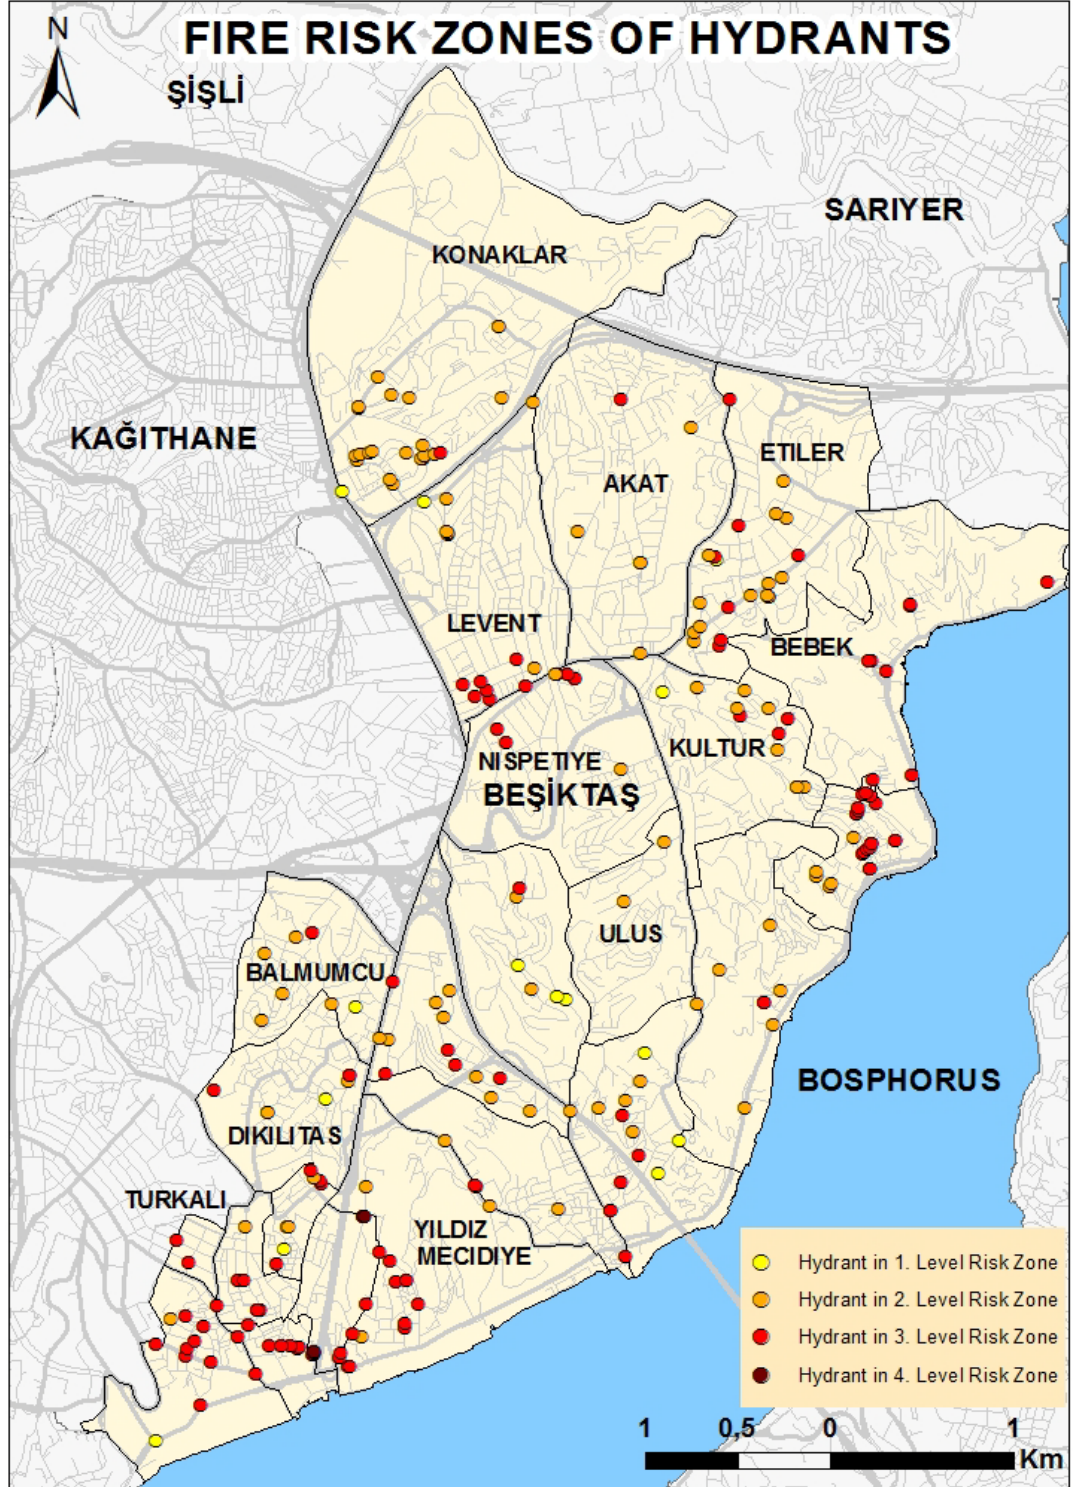 FIRE RISK ZONES OF HYDRANTS
N
ŞİŞLİ
SARIYER
KONAKLAR
KAĞITHANE
ETILER
AKAT
LEVENT
BEBEK
KULTUR
NISPETIYE
BEŞİKTAŞ
ULUS
BALMUMCU
BOSPHORUS
DIKILITAS
TURKALI
YILDIZ
MECIDIYE
Hydrant in 1. Level Risk Zone
Hydrant in 2. Level Risk Zone
Hydrant in 3. Level Risk Zone
Hydrant in 4. Level Risk Zone
1 0,5 0 1
Km